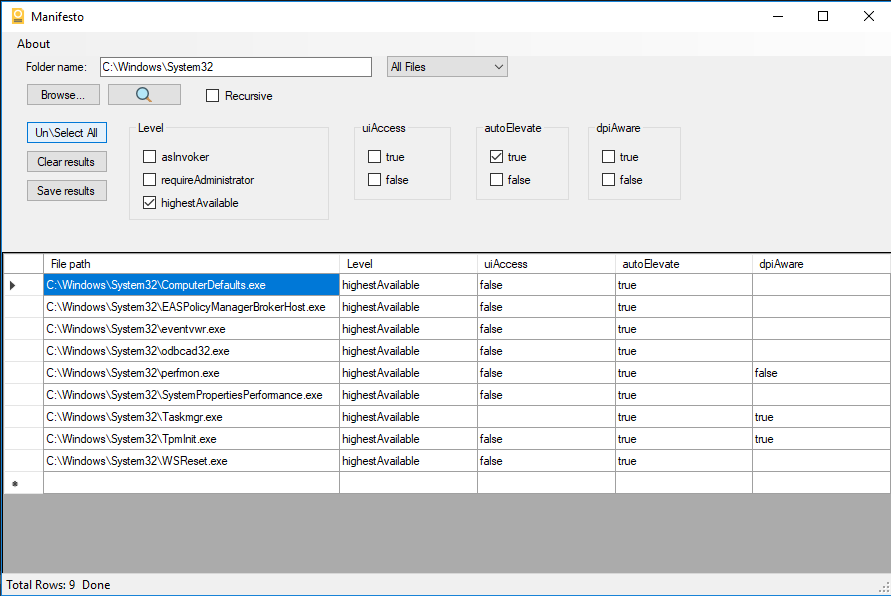 Manifesto
About
Folder name: C:\Windows\System32 All Files
Browse... Recursive
Un\Select All
Clear results
Save results
Level
asInvoker
requireAdministrator
highestAvailable
uiAccess
true
false
autoElevate
true
false
dpiAware
true
false
File path Level uiAccess autoElevate dpiAware
C:\Windows\System32\ComputerDefaults.exe highestAvailable false true
C:\Windows\System32\EASPolicyManagerBrokerHost.exe highestAvailable false true
C:\Windows\System32\eventvwr.exe highestAvailable false true
C:\Windows\System32\odbcad32.exe highestAvailable false true
C:\Windows\System32\perfmon.exe highestAvailable false true false
C:\Windows\System32\SystemPropertiesPerformance.exe highestAvailable false true
C:\Windows\System32\Taskmgr.exe highestAvailable true true
C:\Windows\System32\TpmInit.exe highestAvailable false true true
C:\Windows\System32\WSReset.exe highestAvailable false true
Total Rows: 9 Done